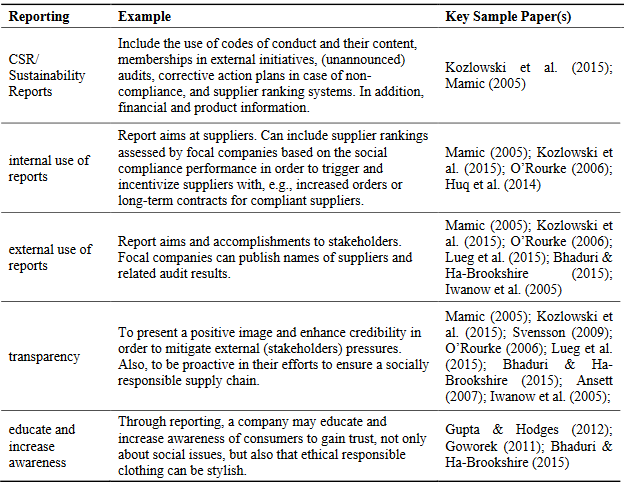 Reporting Example Key Sample Paper(s)
CSR/
Sustainability
Reports
Include the use of codes of conduct and their content,
memberships in external initiatives, (unannounced)
audits, corrective action plans in case of non-
compliance, and supplier ranking systems. In addition,
financial and product information.
Kozlowski et al. (2015);
Mamic (2005)
internal use of
reports
Report aims at suppliers. Can include supplier rankings
assessed by focal companies based on the social
compliance performance in order to trigger and
incentivize suppliers with, e.g., increased orders or
long-term contracts for compliant suppliers.
Mamic (2005); Kozlowski et
al. (2015); O’Rourke (2006);
Huq et al. (2014)
external use of
reports
Report aims and accomplishments to stakeholders.
Focal companies can publish names of suppliers and
related audit results.
Mamic (2005); Kozlowski et
al. (2015); O’Rourke (2006);
Lueg et al. (2015); Bhaduri &
Ha-Brookshire (2015);
Iwanow et al. (2005)
transparency
To present a positive image and enhance credibility in
order to mitigate external (stakeholders) pressures.
Also, to be proactive in their efforts to ensure a socially
responsible supply chain.
Mamic (2005); Kozlowski et
al. (2015); Svensson (2009);
O’Rourke (2006); Lueg et al.
(2015); Bhaduri & Ha-
Brookshire (2015); Ansett
(2007); Iwanow et al. (2005);
educate and
increase
awareness
Through reporting, a company may educate and
increase awareness of consumers to gain trust, not only
about social issues, but also that ethical responsible
clothing can be stylish.
Gupta & Hodges (2012);
Goworek (2011); Bhaduri &
Ha-Brookshire (2015)